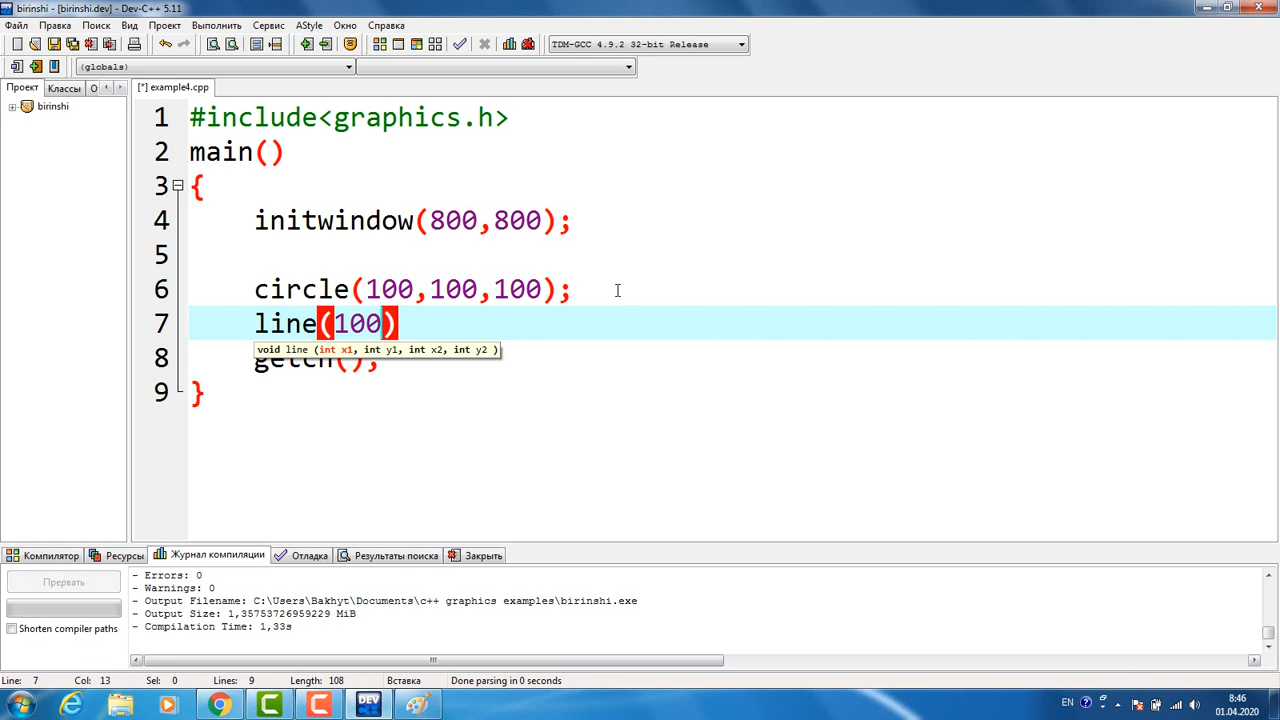 birinshi - [birinshi.dev] - Dev-C++ 5.11
Файл Правка Поиск Вид Проект Выполнить Сервис AStyle Окно Справка
TDM-GCC 4.9.2 32-bit Release
(globals)
Проект Классы О
[*] example4.cpp
birinshi
1 #include<graphics.h>
2 main()
3 {
4 initwindow(800,800);
5
6 circle(100,100,100);
7 line(100)
void line (int x1, int y1, int x2, int y2 )
8 getch();
9 }
Компилятор Ресурсы Журнал компиляции Отладка Результаты поиска Закрыть
Прервать
Shorten compiler paths
- Errors: 0
- Warnings: 0
- Output Filename: C:\Users\Bakhyt\Documents\c++ graphics examples\birinshi.exe
- Output Size: 1,35753726959229 MiB
- Compilation Time: 1,33s
Line: 7 Col: 13 Sel: 0 Lines: 9 Length: 108 Вставка Done parsing in 0 seconds
DEV
EN
8:46
01.04.2020